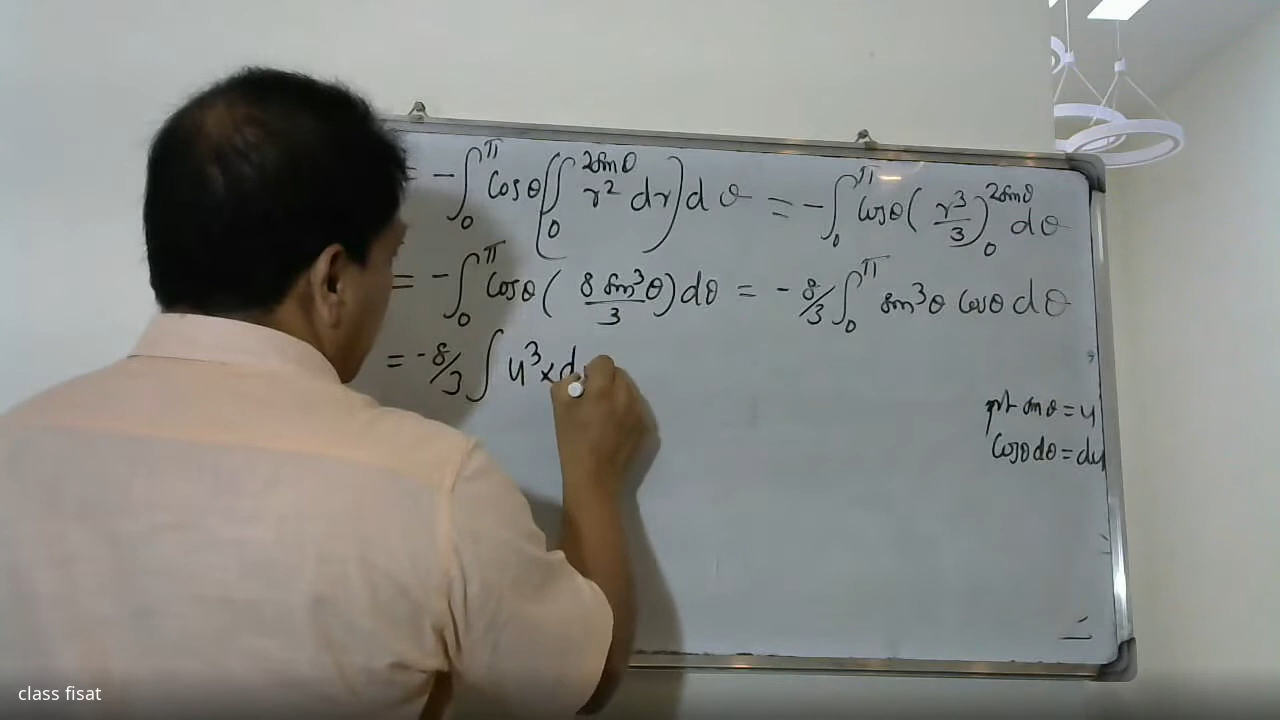 = -∫₀^π cosθ(∫₀^{2sinθ} r² dr)dθ = -∫₀^π cosθ(r³/3)₀^{2sinθ} dθ
= -∫₀^π cosθ(8 sin³θ/3)dθ = -8/3 ∫₀^π sin³θ cosθ dθ
= -8/3 ∫ u³×d
put sinθ = u
cosθ dθ = du
class fisat